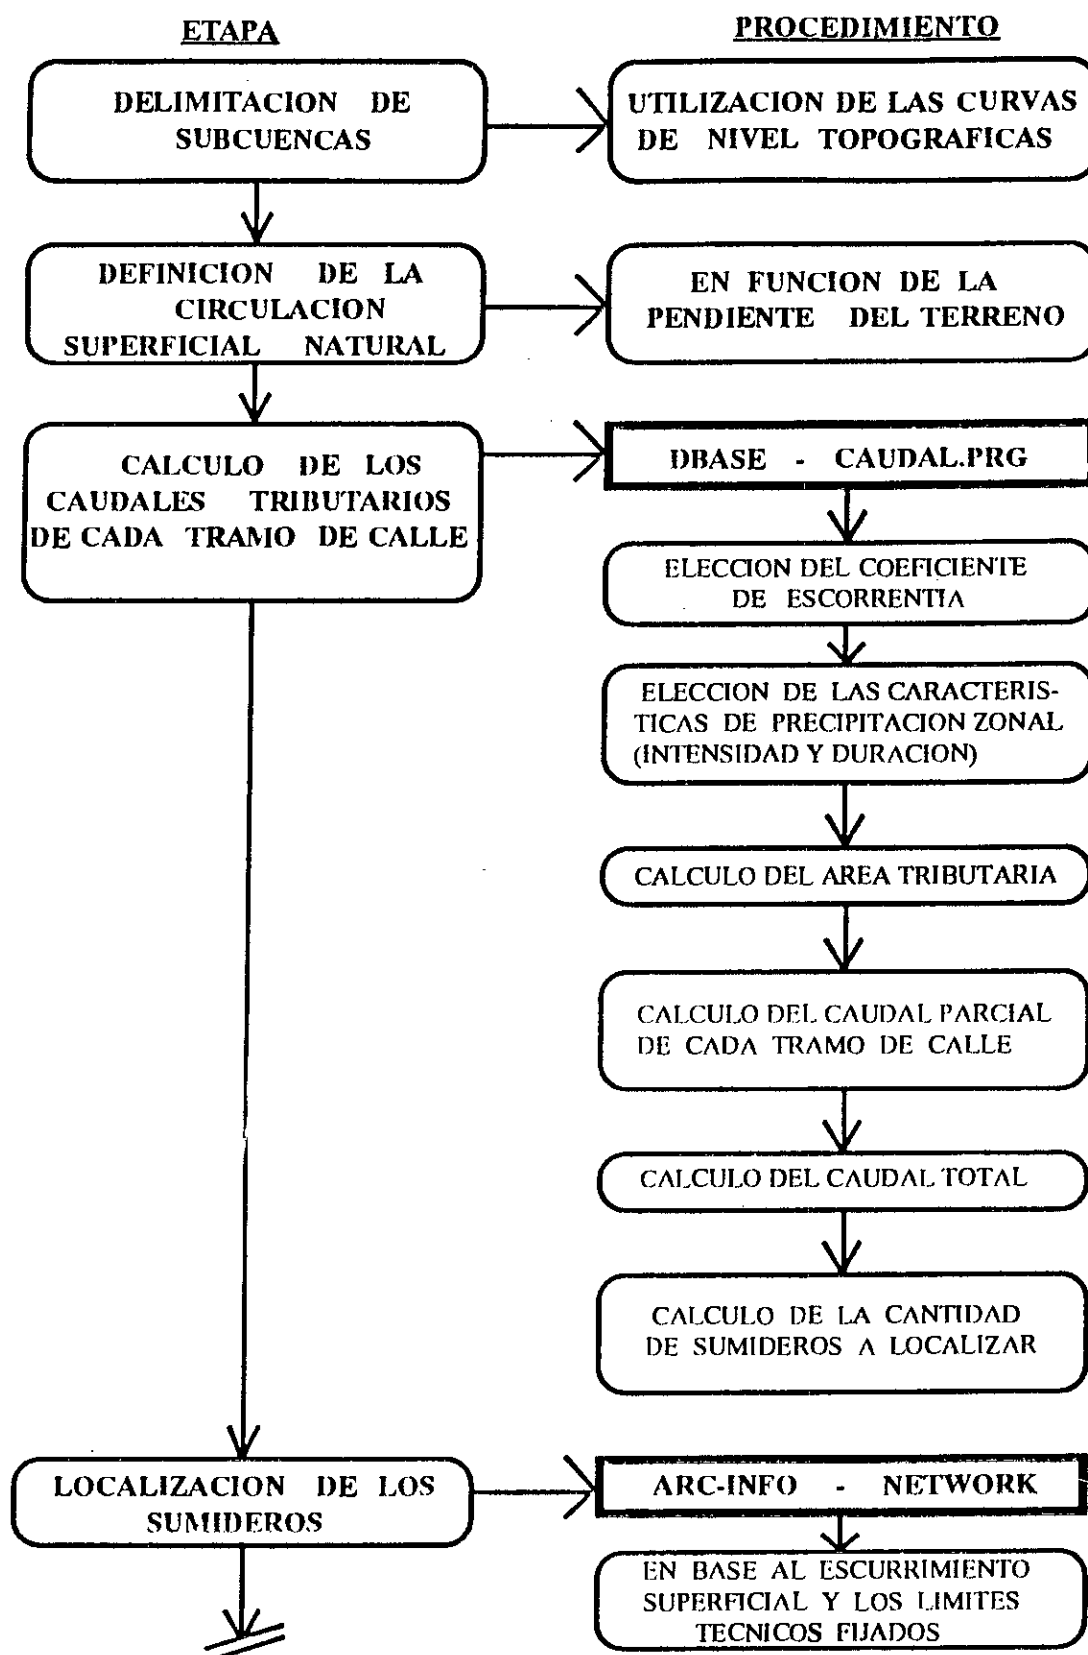 ETAPA
PROCEDIMIENTO
DELIMITACION DE
SUBCUENCAS
UTILIZACION DE LAS CURVAS
DE NIVEL TOPOGRAFICAS
DEFINICION DE LA
CIRCULACION
SUPERFICIAL NATURAL
EN FUNCION DE LA
PENDIENTE DEL TERRENO
CALCULO DE LOS
CAUDALES TRIBUTARIOS
DE CADA TRAMO DE CALLE
DBASE - CAUDAL.PRG
ELECCION DEL COEFICIENTE
DE ESCORRENTIA
ELECCION DE LAS CARACTERIS-
TICAS DE PRECIPITACION ZONAL
(INTENSIDAD Y DURACION)
CALCULO DEL AREA TRIBUTARIA
CALCULO DEL CAUDAL PARCIAL
DE CADA TRAMO DE CALLE
CALCULO DEL CAUDAL TOTAL
CALCULO DE LA CANTIDAD
DE SUMIDEROS A LOCALIZAR
LOCALIZACION DE LOS
SUMIDEROS
ARC-INFO - NETWORK
EN BASE AL ESCURRIMIENTO
SUPERFICIAL Y LOS LIMITES
TECNICOS FIJADOS